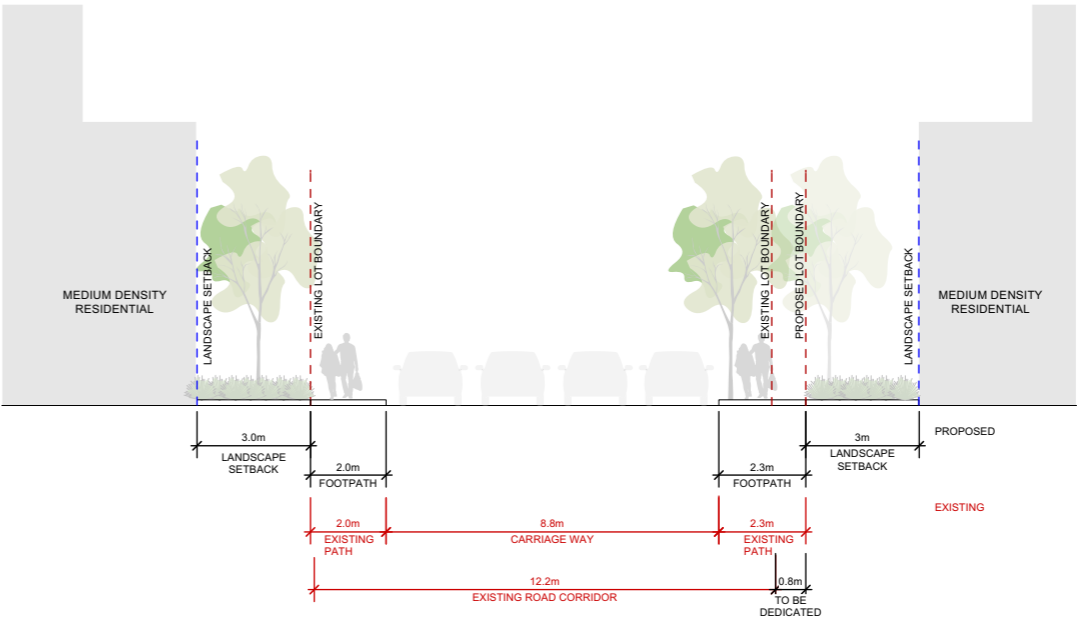 MEDIUM DENSITY
RESIDENTIAL
LANDSCAPE SETBACK
EXISTING LOT BOUNDARY
EXISTING LOT BOUNDARY
PROPOSED LOT BOUNDARY
LANDSCAPE SETBACK
MEDIUM DENSITY
RESIDENTIAL
3.0m
LANDSCAPE
SETBACK
2.0m
FOOTPATH
2.3m
FOOTPATH
3m
LANDSCAPE
SETBACK
PROPOSED
2.0m
EXISTING
PATH
8.8m
CARRIAGE WAY
2.3m
EXISTING
PATH
EXISTING
12.2m
EXISTING ROAD CORRIDOR
0.8m
TO BE
DEDICATED